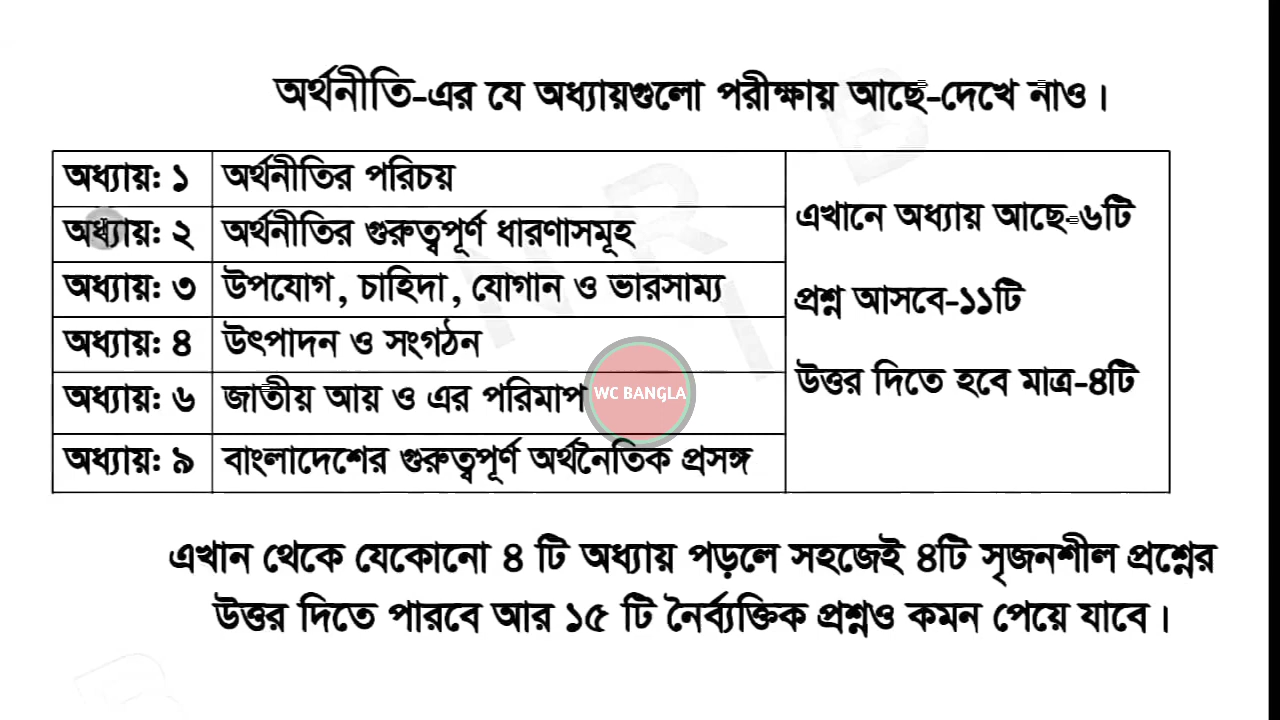 অর্থনীতি-এর যে অধ্যায়গুলো পরীক্ষায় আছে-দেখে নাও।
অধ্যায়: ১ অর্থনীতির পরিচয়
অধ্যায়: ২ অর্থনীতির গুরুত্বপূর্ণ ধারণাসমূহ
অধ্যায়: ৩ উপযোগ, চাহিদা, যোগান ও ভারসাম্য
অধ্যায়: ৪ উৎপাদন ও সংগঠন
অধ্যায়: ৬ জাতীয় আয় ও এর পরিমাপ
অধ্যায়: ৯ বাংলাদেশের গুরুত্বপূর্ণ অর্থনৈতিক প্রসঙ্গ
এখানে অধ্যায় আছে-৬টি
প্রশ্ন আসবে-১১টি
উত্তর দিতে হবে মাত্র-৪টি
WC BANGLA
এখান থেকে যেকোনো ৪ টি অধ্যায় পড়লে সহজেই ৪টি সৃজনশীল প্রশ্নের
উত্তর দিতে পারবে আর ১৫ টি নৈর্ব্যক্তিক প্রশ্নও কমন পেয়ে যাবে।